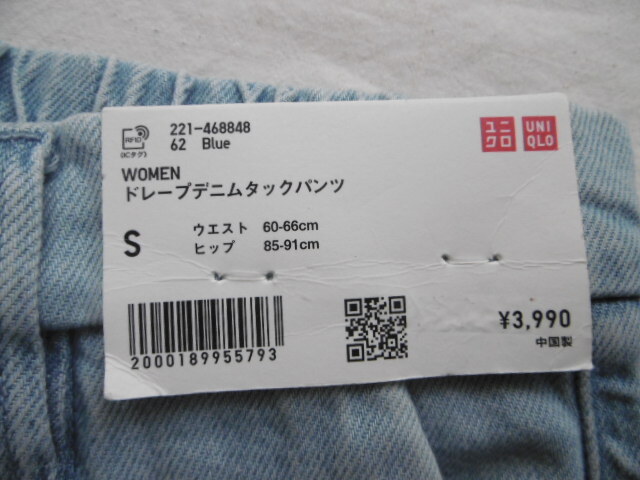 RFID
(ICタグ)
221-468848
62 Blue
ユニクロ
UNIQLO
WOMEN
ドレープデニムタックパンツ
S
ウエスト 60-66cm
ヒップ 85-91cm
2000189955793
¥3,990
中国製